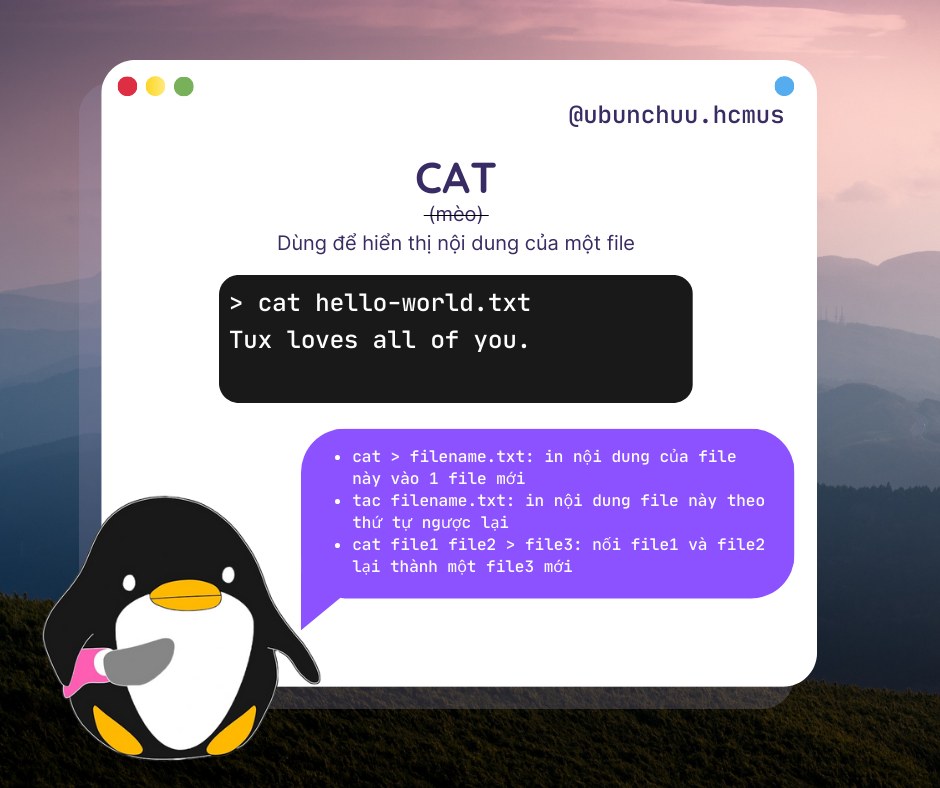 @ubunchuu.hcmus
CAT
(mèo)
Dùng để hiển thị nội dung của một file
> cat hello-world.txt
Tux loves all of you.
• cat > filename.txt: in nội dung của file
này vào 1 file mới
• tac filename.txt: in nội dung file này theo
thứ tự ngược lại
• cat file1 file2 > file3: nối file1 và file2
lại thành một file3 mới